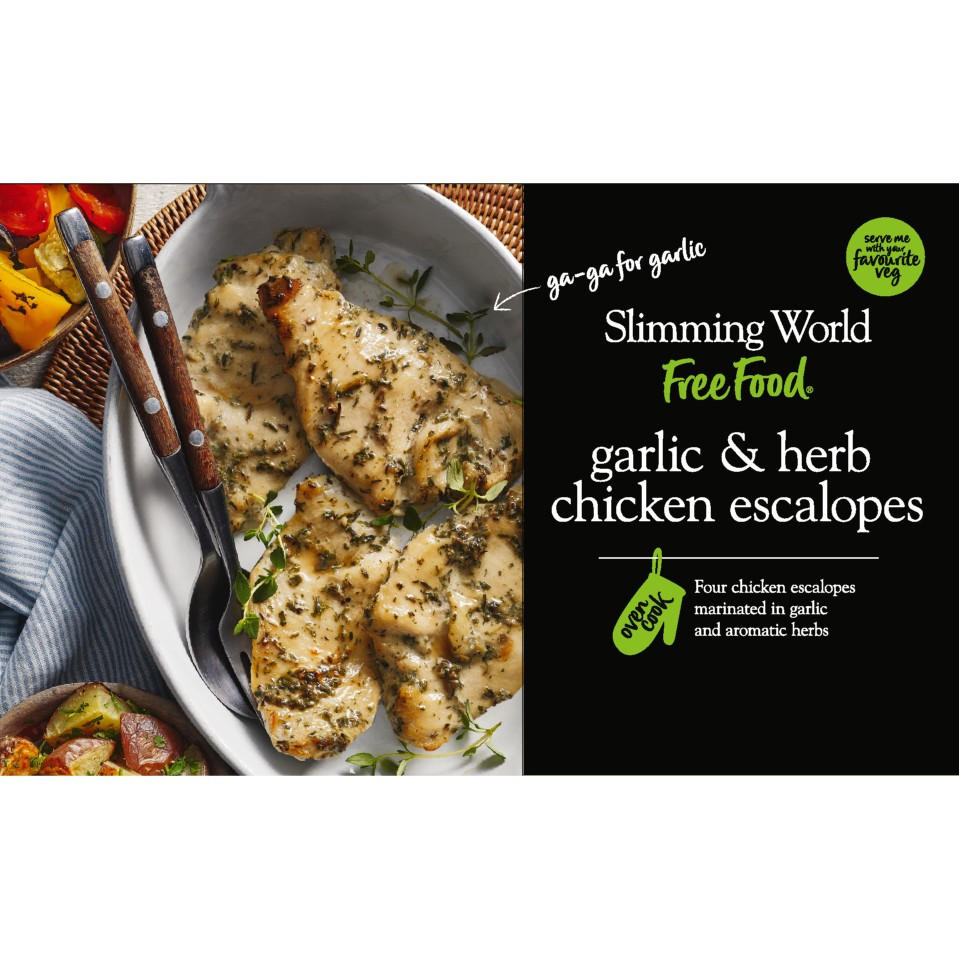 ga-ga for garlic
serve me
with your
favourite
veg
Slimming World
Free Food®
garlic & herb
chicken escalopes
oven
cook
Four chicken escalopes
marinated in garlic
and aromatic herbs